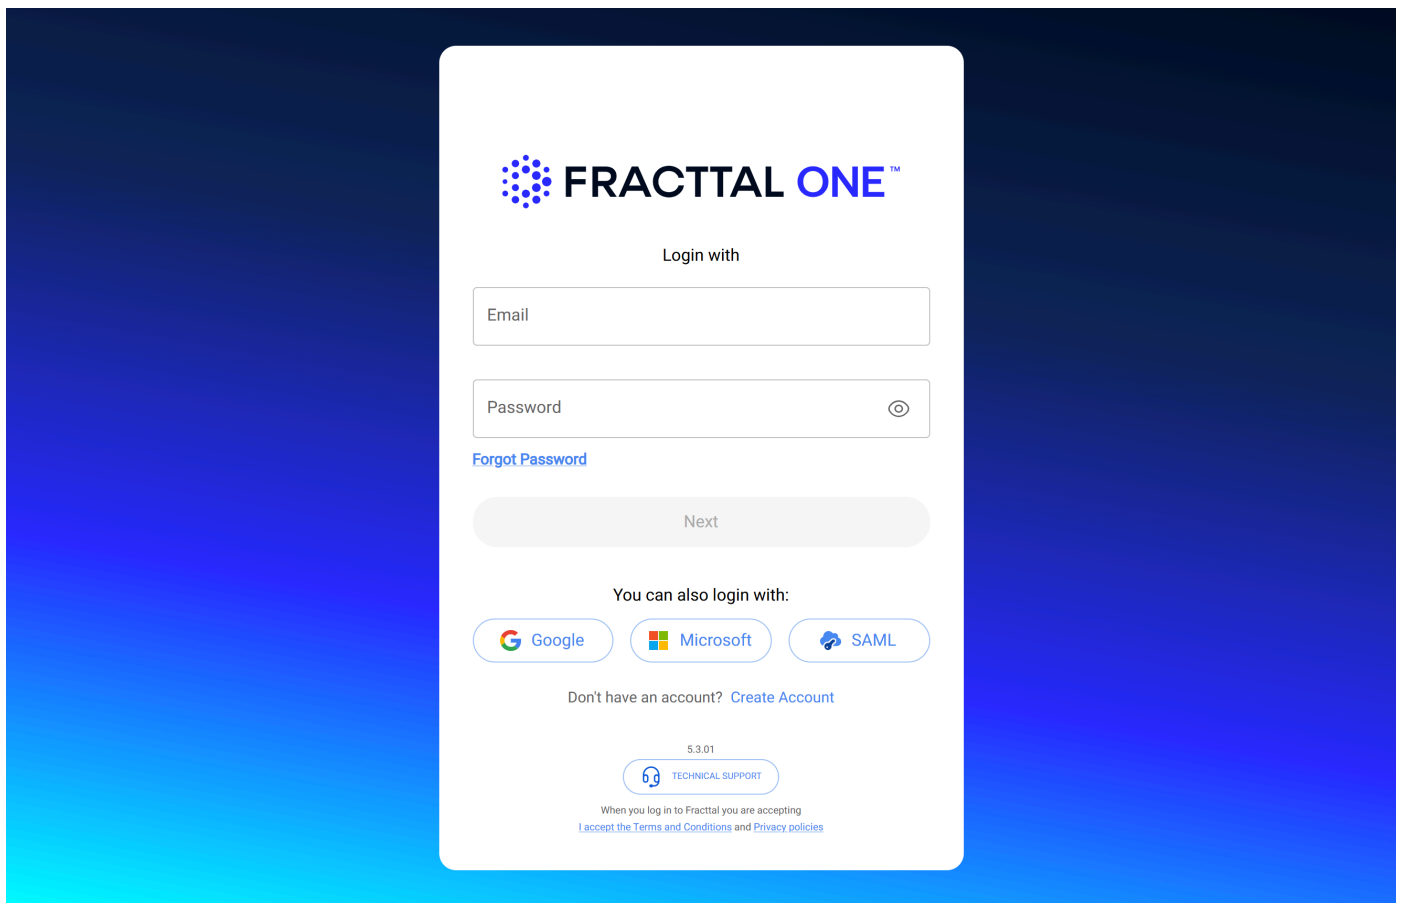 FRACTTAL ONE™
Login with
Email
Password
Forgot Password
Next
You can also login with:
Google
Microsoft
SAML
Don't have an account? Create Account
5.3.01
TECHNICAL SUPPORT
When you log in to Fracttal you are accepting
I accept the Terms and Conditions and Privacy policies